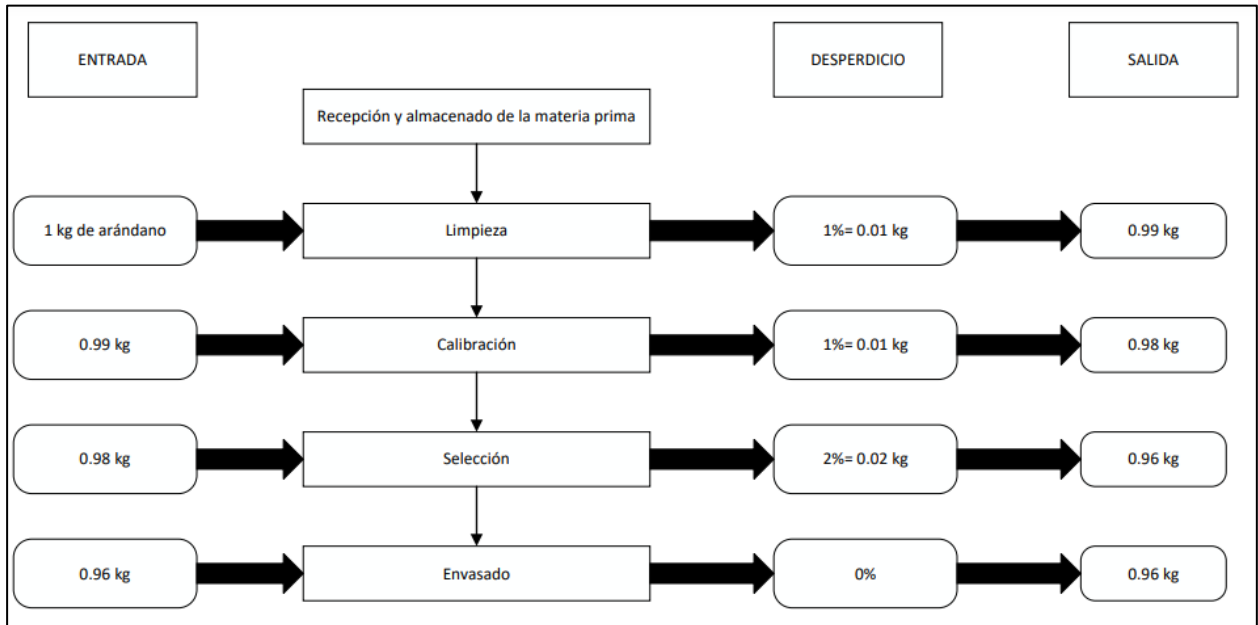 ENTRADA
DESPERDICIO
SALIDA
Recepción y almacenado de la materia prima
1 kg de arándano
Limpieza
1%= 0.01 kg
0.99 kg
0.99 kg
Calibración
1%= 0.01 kg
0.98 kg
0.98 kg
Selección
2%= 0.02 kg
0.96 kg
0.96 kg
Envasado
0%
0.96 kg